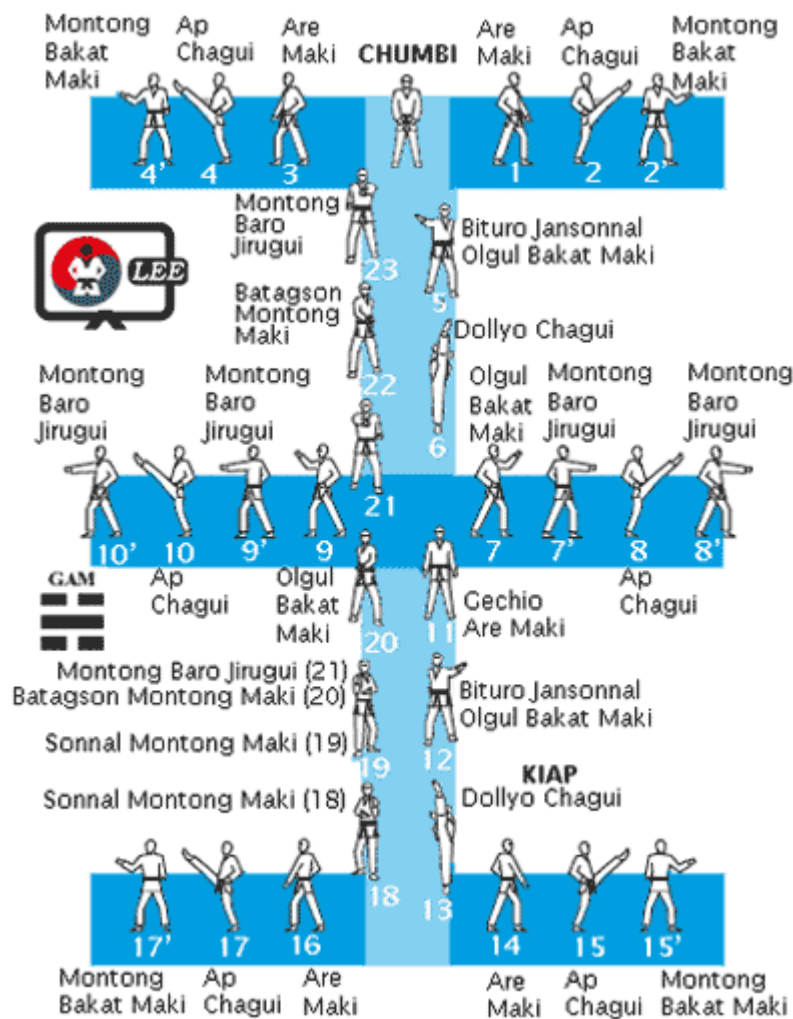 Montong
Bakat
Maki
Ap
Chagui
Are
Maki
CHUMBI
Are
Maki
Ap
Chagui
Montong
Bakat
Maki
4'
4
3
1
2
2'
Montong
Baro
Jirugui
23
Bituro Jansonnal
Olgul Bakat Maki
5
LEE
Batagson
Montong
Maki
22
Dollyo Chagui
6
Montong
Baro
Jirugui
Montong
Baro
Jirugui
Olgul
Bakat
Maki
Montong
Baro
Jirugui
Montong
Baro
Jirugui
21
10'
10
9'
9
7
7'
8
8'
GAM
Ap
Chagui
Olgul
Bakat
Maki
20
11
Gechio
Are Maki
Ap
Chagui
Montong Baro Jirugui (21)
Batagson Montong Maki (20)
Sonnal Montong Maki (19)
19
Bituro Jansonnal
Olgul Bakat Maki
12
KIAP
Dollyo Chagui
Sonnal Montong Maki (18)
18
13
17'
17
16
14
15
15'
Montong
Bakat Maki
Ap
Chagui
Are
Maki
Are
Maki
Ap
Chagui
Montong
Bakat Maki